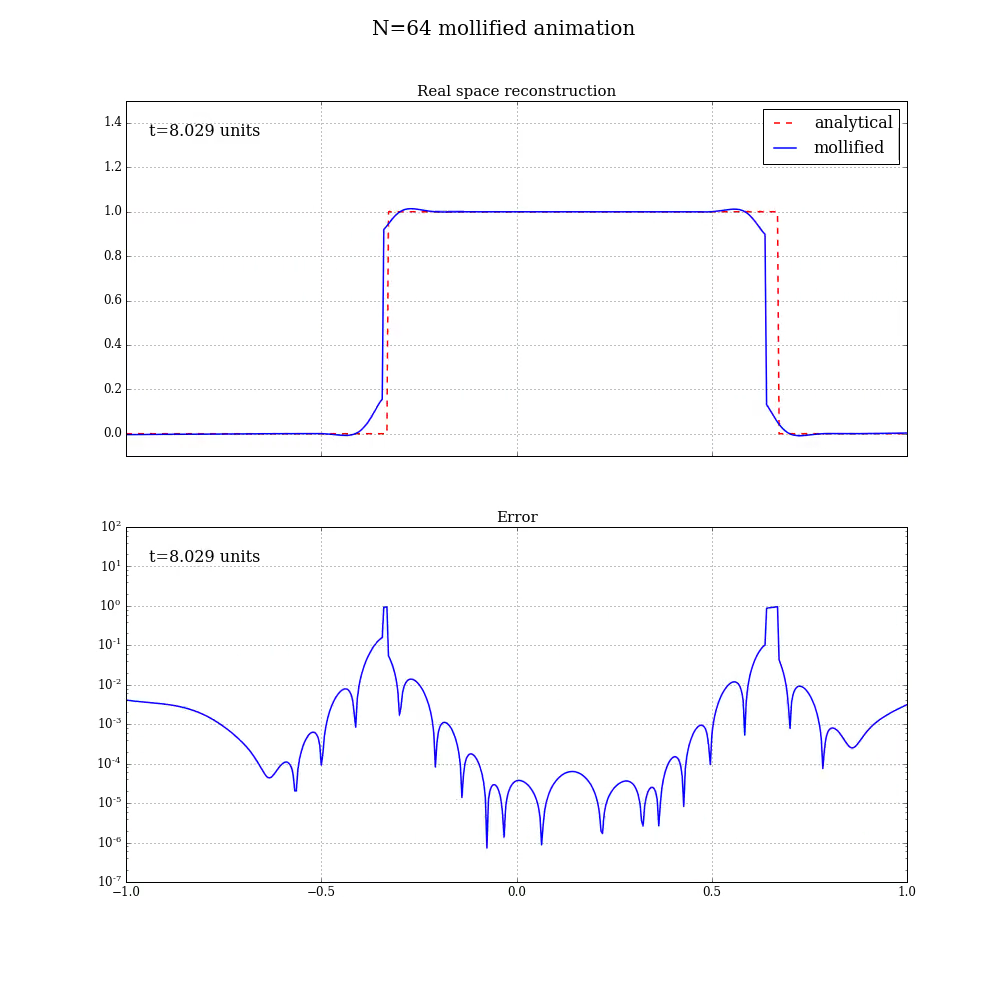 N=64 mollified animation
Real space reconstruction
t=8.029 units
analytical
mollified
1.4
1.2
1.0
0.8
0.6
0.4
0.2
0.0
Error
t=8.029 units
10²
10¹
10⁰
10⁻¹
10⁻²
10⁻³
10⁻⁴
10⁻⁵
10⁻⁶
10⁻⁷
−1.0 −0.5 0.0 0.5 1.0